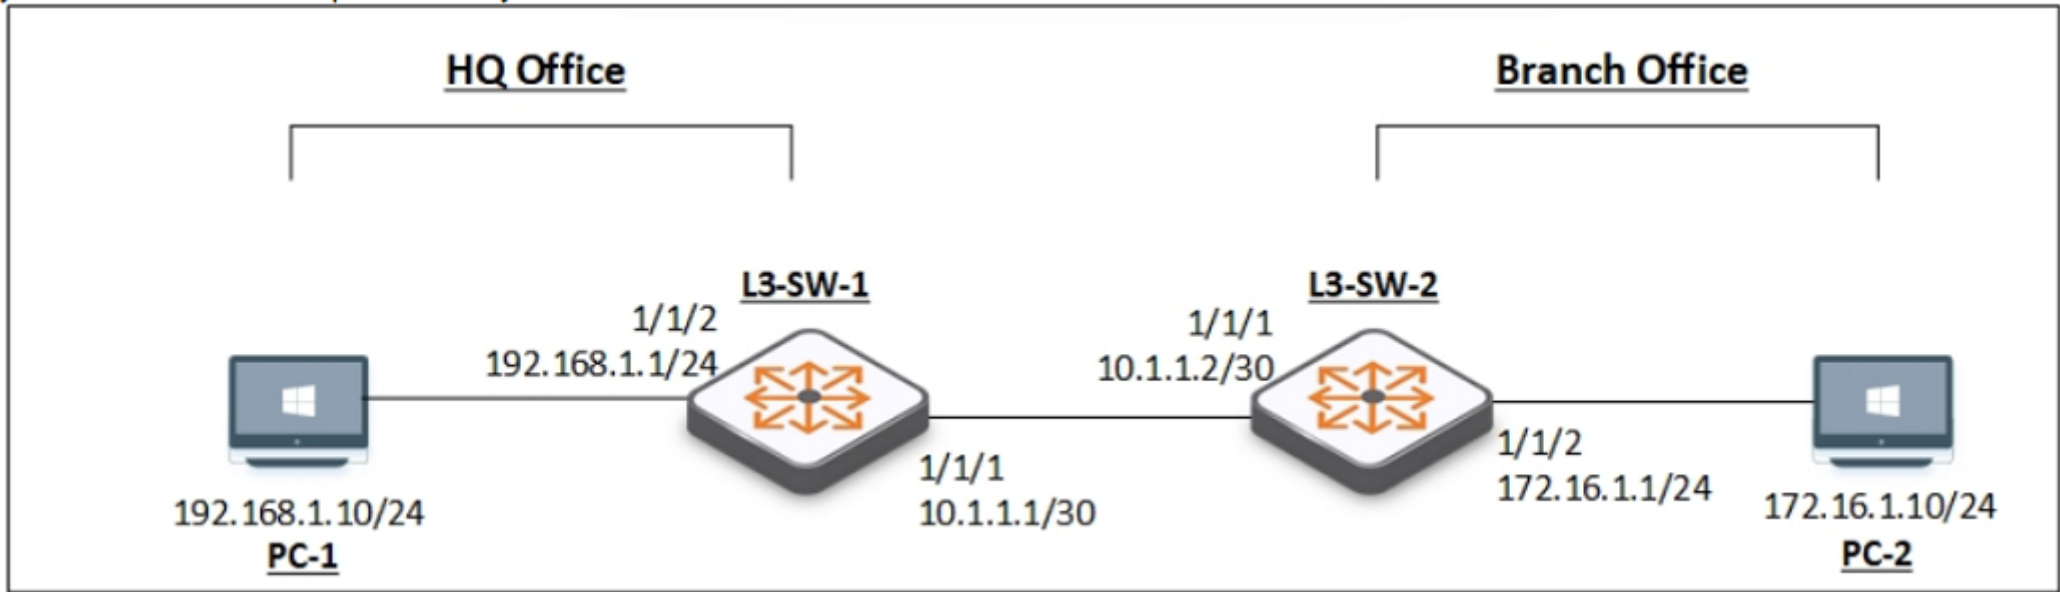 HQ Office
Branch Office
L3-SW-1
L3-SW-2
1/1/2
192.168.1.1/24
1/1/1
10.1.1.2/30
1/1/1
10.1.1.1/30
1/1/2
172.16.1.1/24
192.168.1.10/24
PC-1
172.16.1.10/24
PC-2